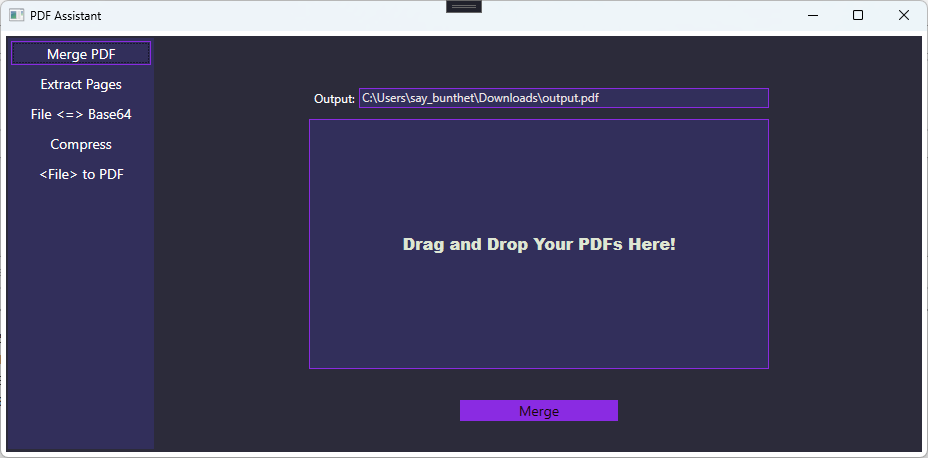 PDF Assistant
Merge PDF
Extract Pages
File <=> Base64
Compress
<File> to PDF
Output: C:\Users\say_bunthet\Downloads\output.pdf
Drag and Drop Your PDFs Here!
Merge